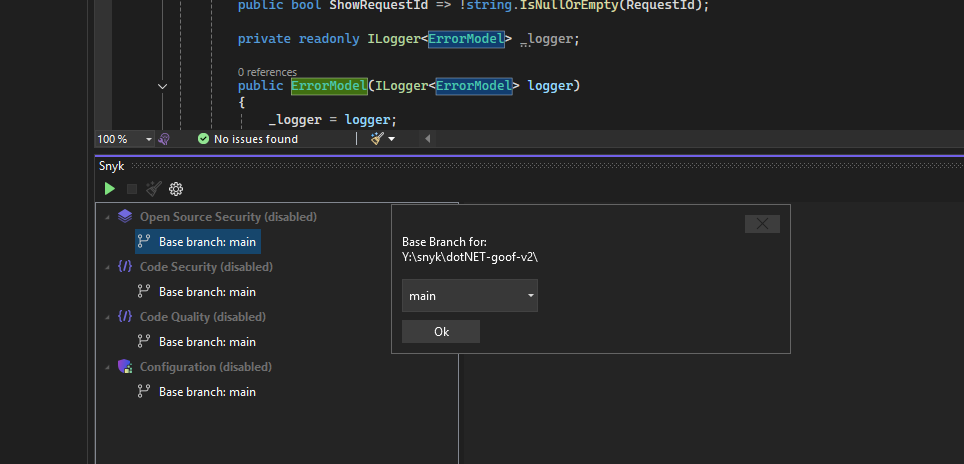 public bool ShowRequestId => !string.IsNullOrEmpty(RequestId);
private readonly ILogger<ErrorModel> _logger;
0 references
public ErrorModel(ILogger<ErrorModel> logger)
{
_logger = logger;
100 %
No issues found
Snyk
Open Source Security (disabled)
Base branch: main
Code Security (disabled)
Base branch: main
Code Quality (disabled)
Base branch: main
Configuration (disabled)
Base branch: main
Base Branch for:
Y:\snyk\dotNET-goof-v2\
main
Ok